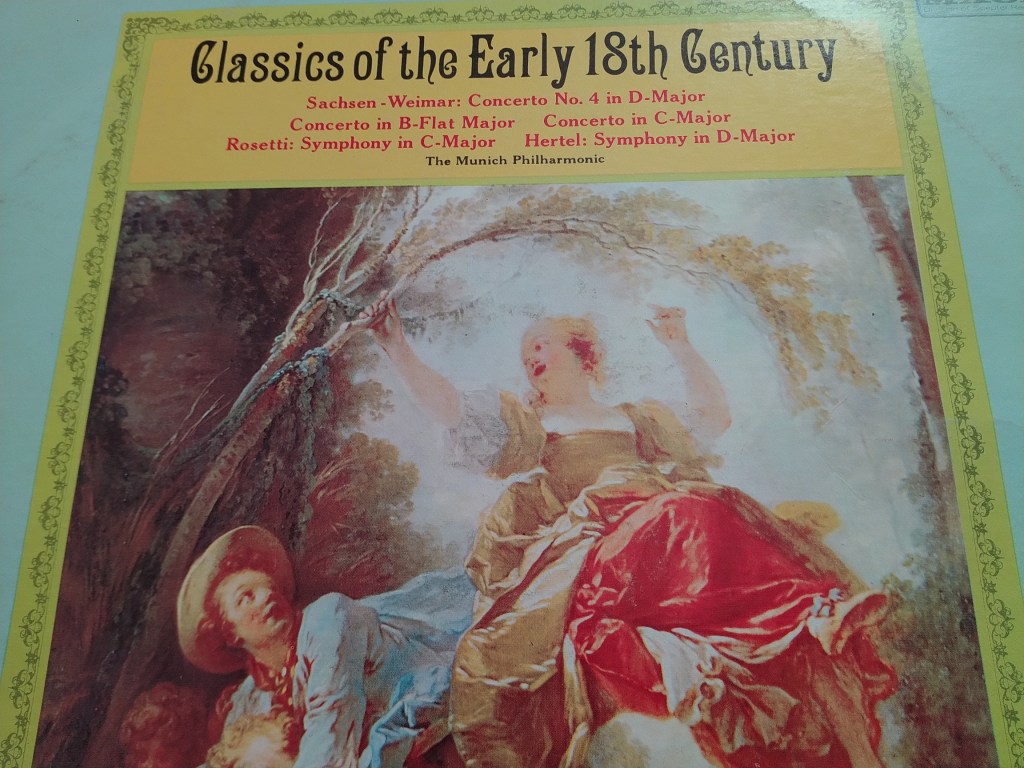 Classics of the Early 18th Century
Sachsen-Weimar: Concerto No. 4 in D-Major
Concerto in B-Flat Major Concerto in C-Major
Rosetti: Symphony in C-Major Hertel: Symphony in D-Major
The Munich Philharmonic